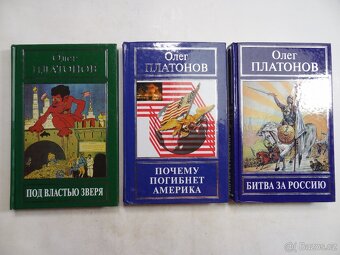 Олег
ПЛАТОНОВ
ПОД ВЛАСТЬЮ ЗВЕРЯ
Олег
ПЛАТОНОВ
ПОЧЕМУ
ПОГИБНЕТ
АМЕРИКА
Олег
ПЛАТОНОВ
БИТВА ЗА РОССИЮ